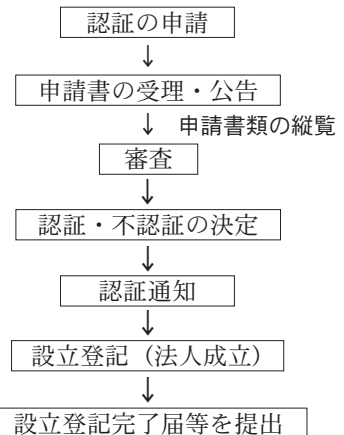 認証の申請
↓
申請書の受理・公告
↓ 申請書類の縦覧
審査
↓
認証・不認証の決定
↓
認証通知
↓
設立登記（法人成立）
↓
設立登記完了届等を提出